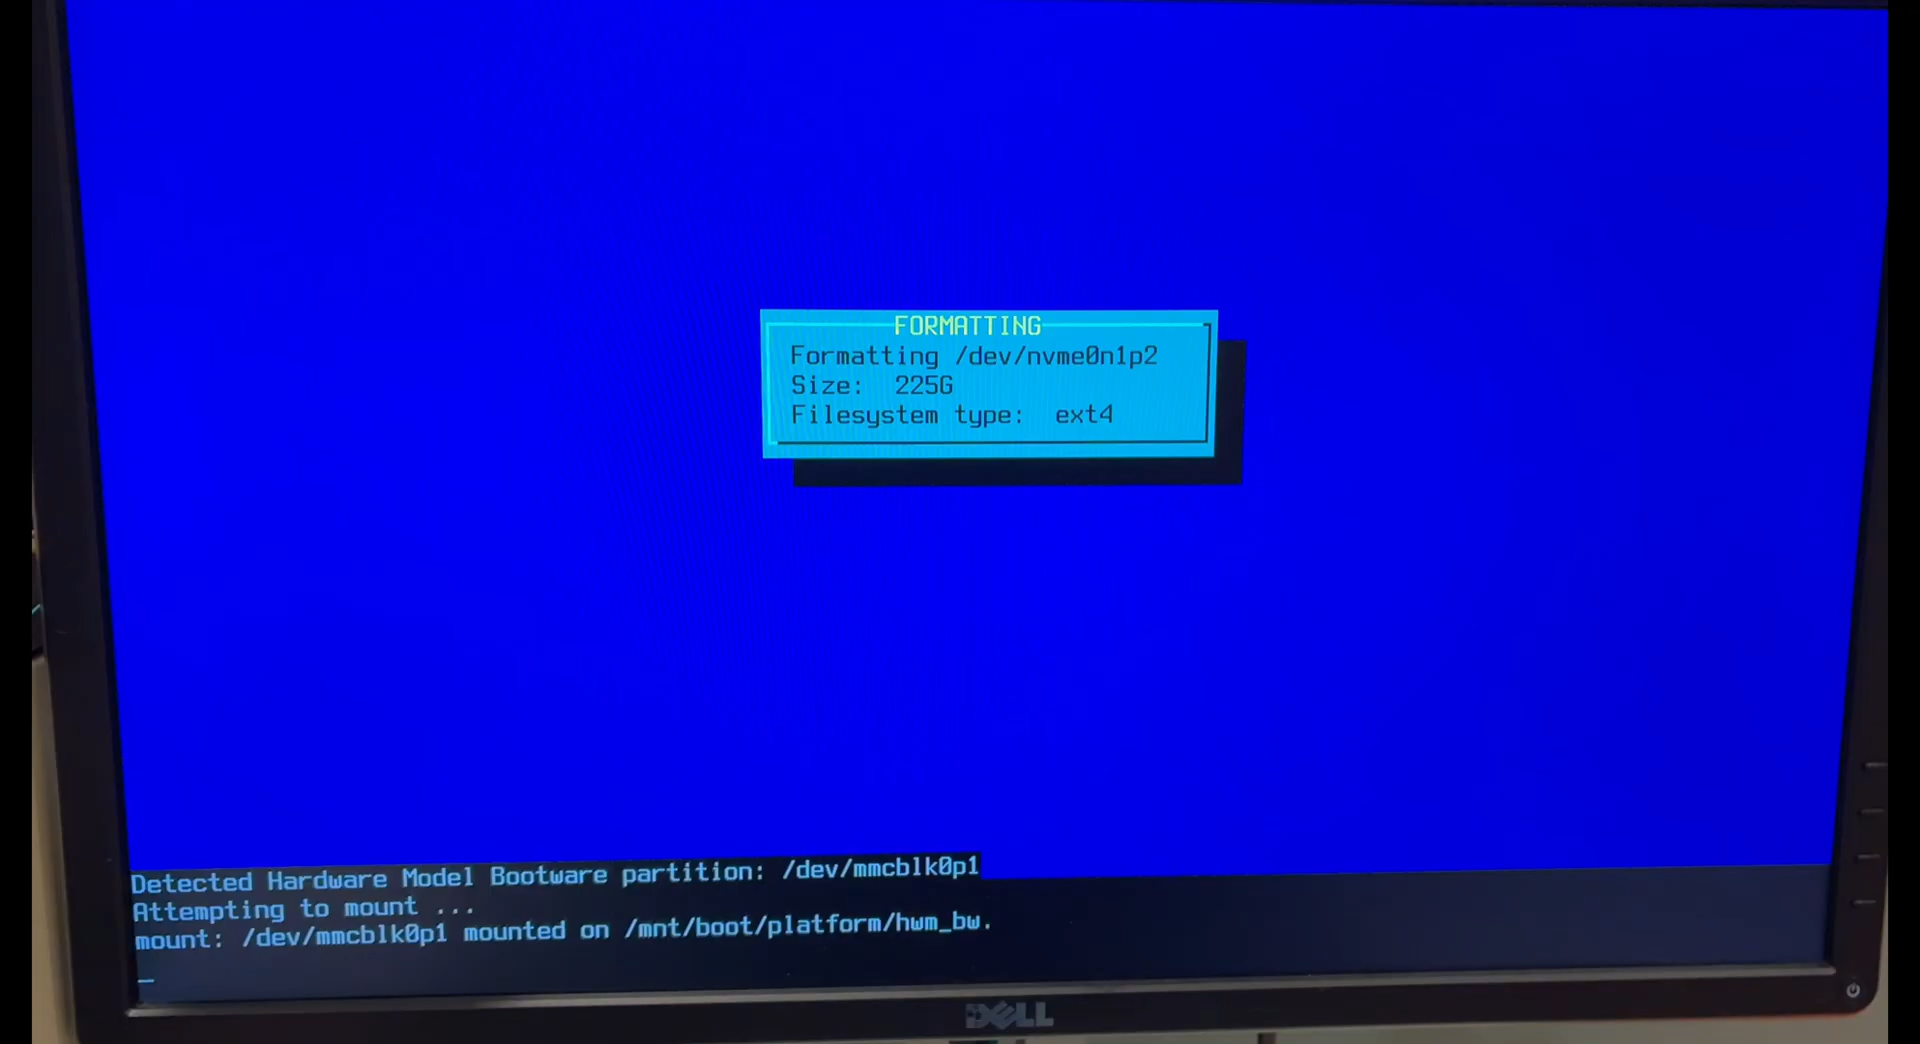 FORMATTING
Formatting /dev/nvme0n1p2
Size:  225G
Filesystem type:  ext4
Detected Hardware Model Bootware partition: /dev/mmcblk0p1
Attempting to mount ...
mount: /dev/mmcblk0p1 mounted on /mnt/boot/platform/hwm_bw.
_
DELL